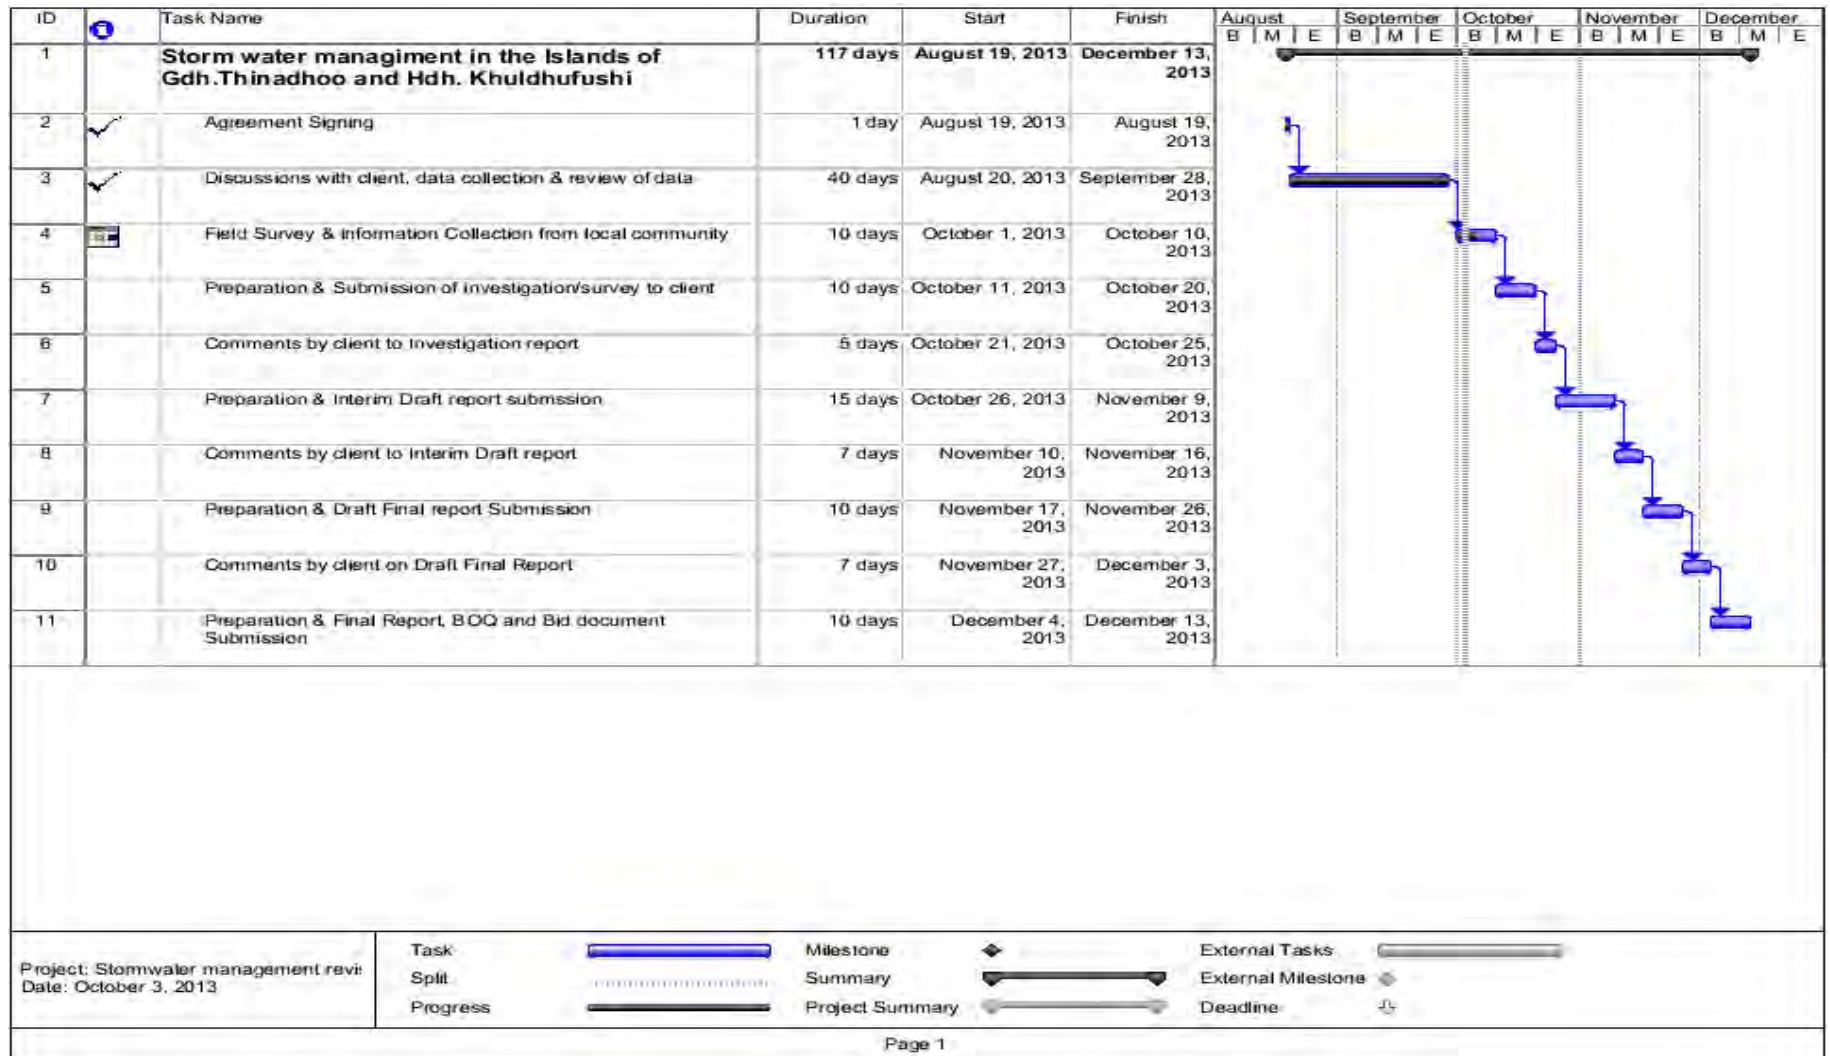 ID Task Name Duration Start Finish August September October November December
B M E B M E B M E B M E B M E
1 Storm water managiment in the Islands of 117 days August 19, 2013 December 13,
Gdh.Thinadhoo and Hdh. Khuldhufushi 2013
2 Agreement Signing 1 day August 19, 2013 August 19,
2013
3 Discussions with client, data collection & review of data 40 days August 20, 2013 September 28,
2013
4 Field Survey & Information Collection from local community 10 days October 1, 2013 October 10,
2013
5 Preparation & Submission of investigation/survey to client 10 days October 11, 2013 October 20,
2013
6 Comments by client to Investigation report 5 days October 21, 2013 October 25,
2013
7 Preparation & Interim Draft report submssion 15 days October 26, 2013 November 9,
2013
8 Comments by client to Interim Draft report 7 days November 10, November 16,
2013 2013
9 Preparation & Draft Final report Submission 10 days November 17, November 26,
2013 2013
10 Comments by client on Draft Final Report 7 days November 27, December 3,
2013 2013
11 Preparation & Final Report, BOQ and Bid document 10 days December 4, December 13,
Submission 2013 2013
Project: Stormwater management revi
Date: October 3, 2013
Task Milestone External Tasks
Split Summary External Milestone
Progress Project Summary Deadline
Page 1